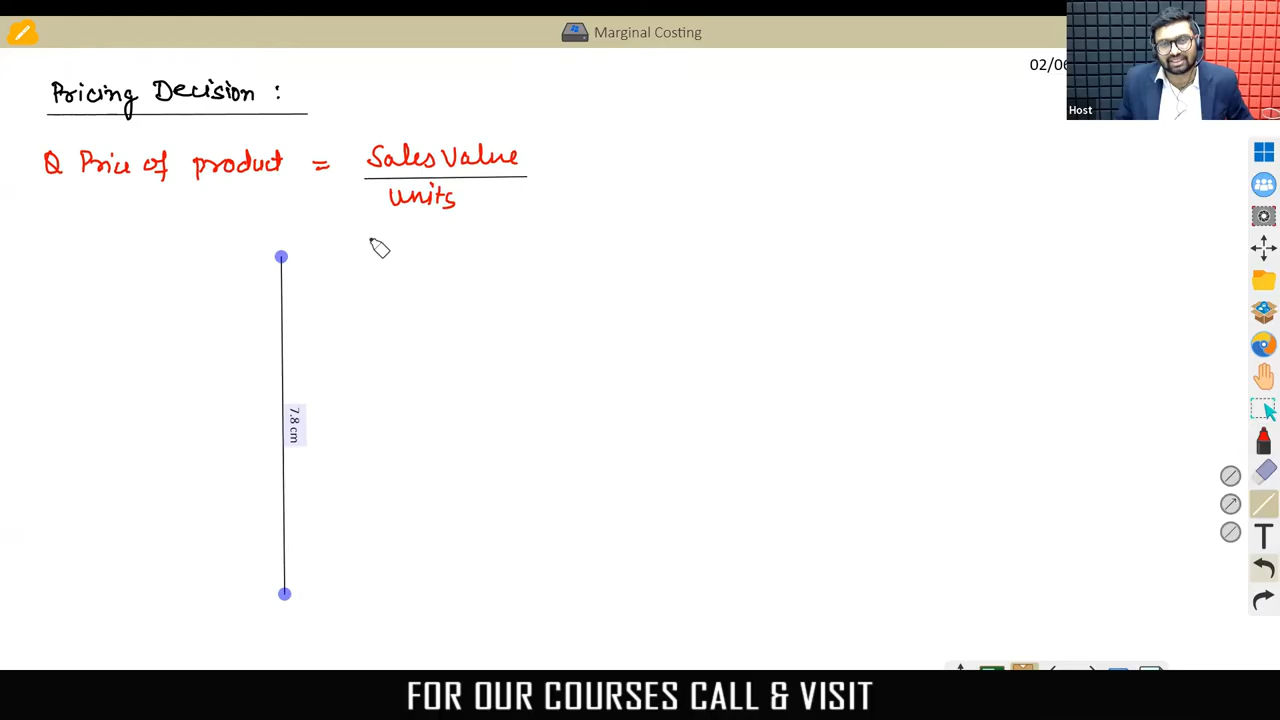 Marginal Costing
02/06
Host
Pricing Decision :
Q Price of product = Sales Value
Units
7.8 cm
T
FOR OUR COURSES CALL & VISIT